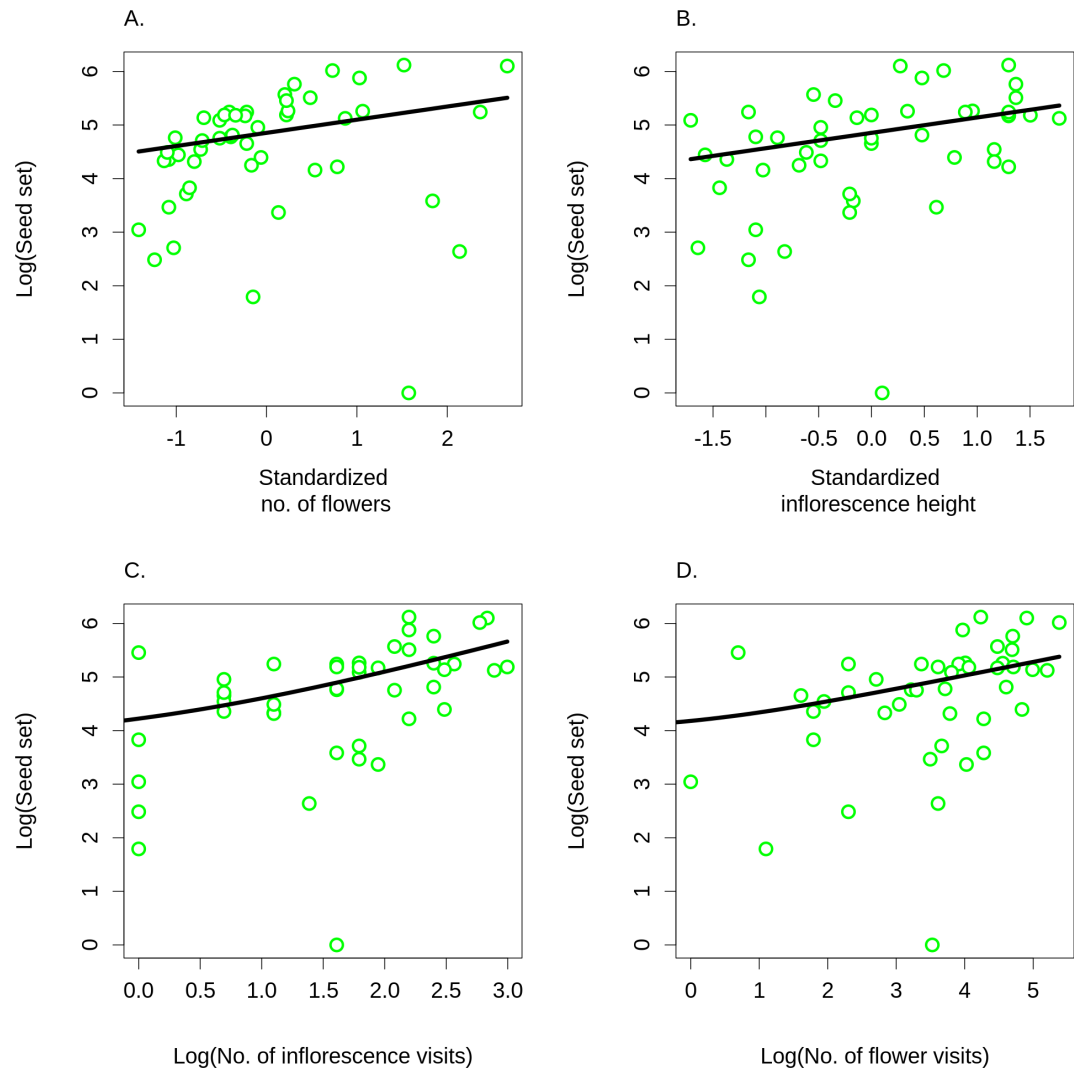 A.
Log(Seed set)
0 1 2 3 4 5 6
-1 0 1 2
Standardized
no. of flowers
B.
Log(Seed set)
0 1 2 3 4 5 6
-1.5 -0.5 0.0 0.5 1.0 1.5
Standardized
inflorescence height
C.
Log(Seed set)
0 1 2 3 4 5 6
0.0 0.5 1.0 1.5 2.0 2.5 3.0
Log(No. of inflorescence visits)
D.
Log(Seed set)
0 1 2 3 4 5 6
0 1 2 3 4 5
Log(No. of flower visits)